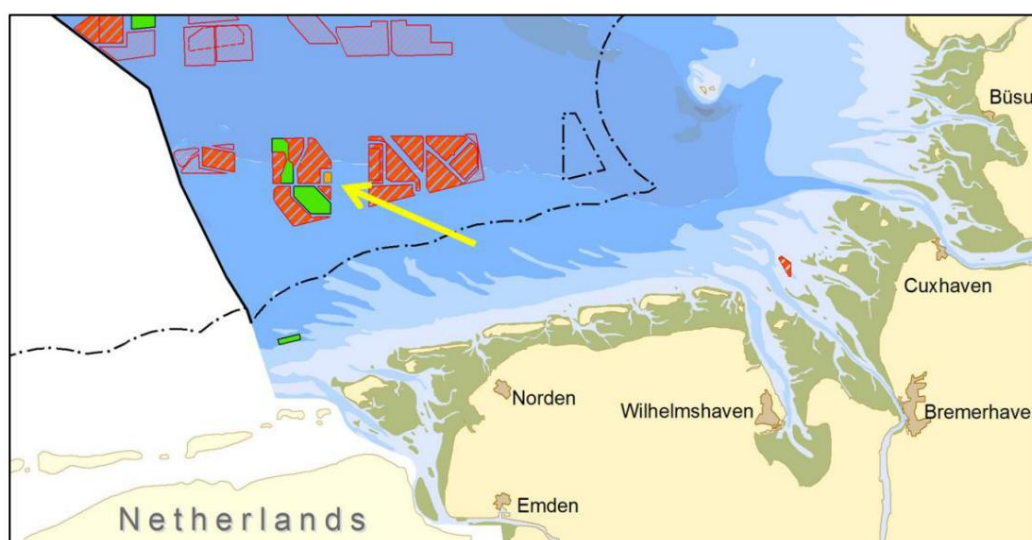 Büsu
Cuxhaven
Norden
Wilhelmshaven
Bremerhave
Emden
Netherlands